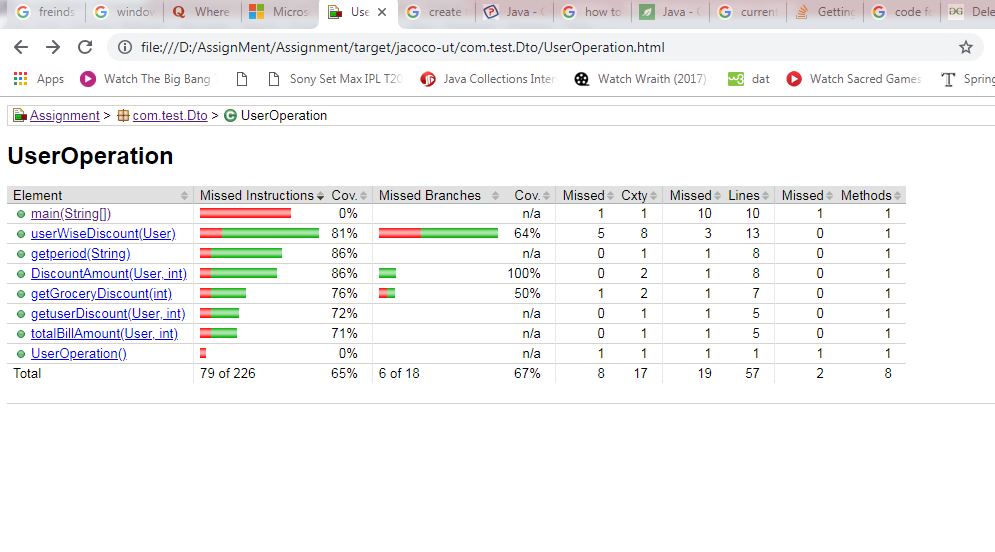 freinds
window
Where
Micros
Use
create
Java - C
how to
Java - C
current
Getting
code fo
Dele
file:///D:/AssignMent/Assignment/target/jacoco-ut/com.test.Dto/UserOperation.html
Apps Watch The Big Bang Sony Set Max IPL T20 Java Collections Inter Watch Wraith (2017) dat Watch Sacred Games Spring
Assignment > com.test.Dto > UserOperation
UserOperation
Element Missed Instructions Cov. Missed Branches Cov. Missed Cxty Missed Lines Missed Methods
main(String[]) 0% n/a 1 1 10 10 1 1
userWiseDiscount(User) 81% 64% 5 8 3 13 0 1
getperiod(String) 86% n/a 0 1 1 8 0 1
DiscountAmount(User, int) 86% 100% 0 2 1 8 0 1
getGroceryDiscount(int) 76% 50% 1 2 1 7 0 1
getuserDiscount(User, int) 72% n/a 0 1 1 5 0 1
totalBillAmount(User, int) 71% n/a 0 1 1 5 0 1
UserOperation() 0% n/a 1 1 1 1 1 1
Total 79 of 226 65% 6 of 18 67% 8 17 19 57 2 8